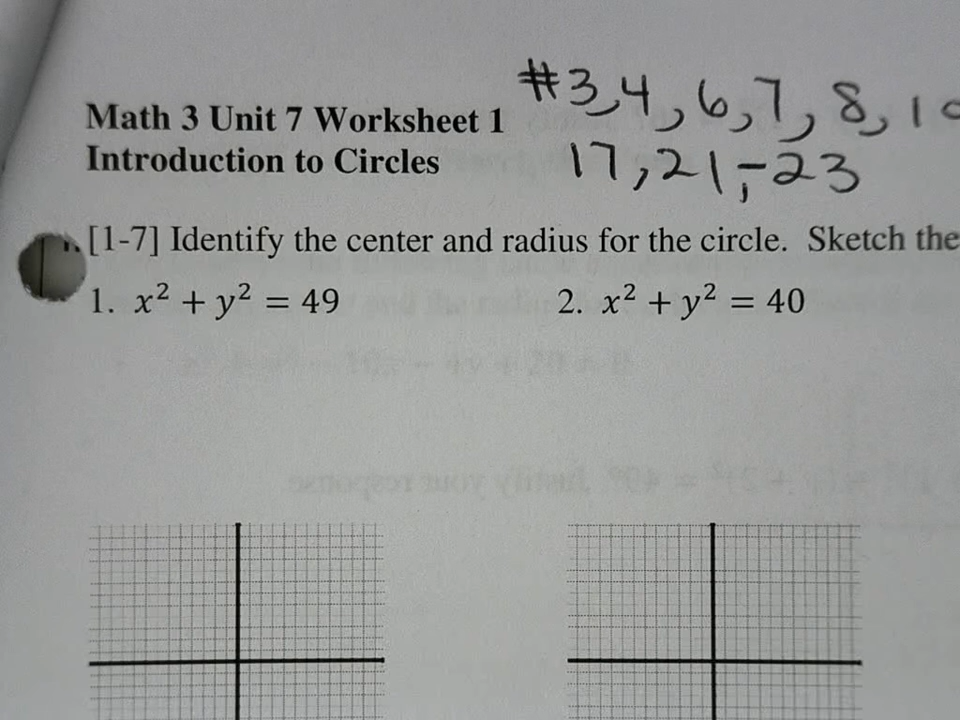 #3,4,6,7,8,10
Math 3 Unit 7 Worksheet 1
17,21,-23
Introduction to Circles
[1-7] Identify the center and radius for the circle. Sketch the
1. x² + y² = 49
2. x² + y² = 40